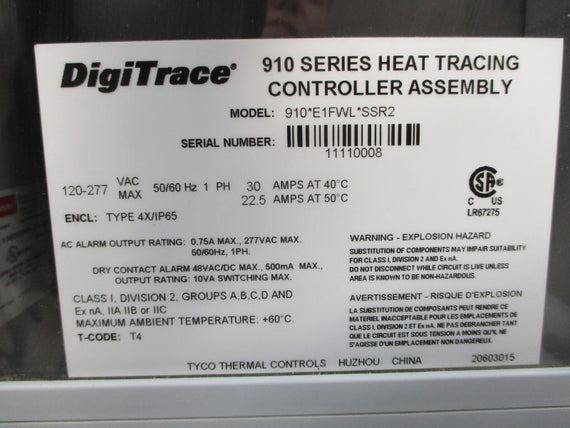 DigiTrace®
910 SERIES HEAT TRACING
CONTROLLER ASSEMBLY
MODEL: 910*E1FWL*SSR2
SERIAL NUMBER:
11110008
120-277 VAC MAX 50/60 Hz 1 PH 30 AMPS AT 40°C
22.5 AMPS AT 50°C
CSA
C US
LR67275
ENCL: TYPE 4X/IP65
AC ALARM OUTPUT RATING: 0.75A MAX., 277VAC MAX.
50/60HZ, 1PH.
DRY CONTACT ALARM 48VAC/DC MAX., 500mA MAX.,
OUTPUT RATING: 10VA SWITCHING MAX.
CLASS I, DIVISION 2, GROUPS A,B,C,D AND
Ex nA, IIA IIB or IIC
MAXIMUM AMBIENT TEMPERATURE: +60°C.
T-CODE: T4
WARNING - EXPLOSION HAZARD
SUBSTITUTION OF COMPONENTS MAY IMPAIR SUITABILITY
FOR CLASS I, DIVISION 2 AND Ex nA.
DO NOT DISCONNECT WHILE CIRCUIT IS LIVE UNLESS
AREA IS KNOWN TO BE NON-HAZARDOUS.
AVERTISSEMENT - RISQUE D'EXPLOSION
LA SUBSTITUTION DE COMPOSANTS PEUT RENDRE CE
MATERIEL INACCEPTABLE POUR LES EMPLACEMENTS DE
CLASS I, DIVISION 2 ET Ex nA. NE PAS DEBRANCHER TANT
QUE LE CIRCUIT EST SOUS TENSION A MOINS QU'IL NE
S'AGISSE D'UN EMPLACEMENT NON DANGEREUX.
TYCO THERMAL CONTROLS HUZHOU CHINA 20603015